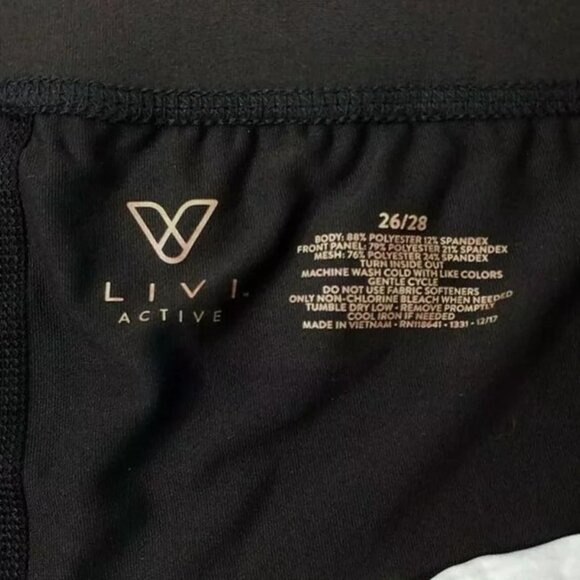 LIVI
ACTIVE
26/28
BODY: 88% POLYESTER 12% SPANDEX
FRONT PANEL: 79% POLYESTER 21% SPANDEX
MESH: 76% POLYESTER 24% SPANDEX
TURN INSIDE OUT
MACHINE WASH COLD WITH LIKE COLORS
GENTLE CYCLE
DO NOT USE FABRIC SOFTENERS
ONLY NON-CHLORINE BLEACH WHEN NEEDED
TUMBLE DRY LOW • REMOVE PROMPTLY
COOL IRON IF NEEDED
MADE IN VIETNAM • RN118641 • 1331 • 12/17